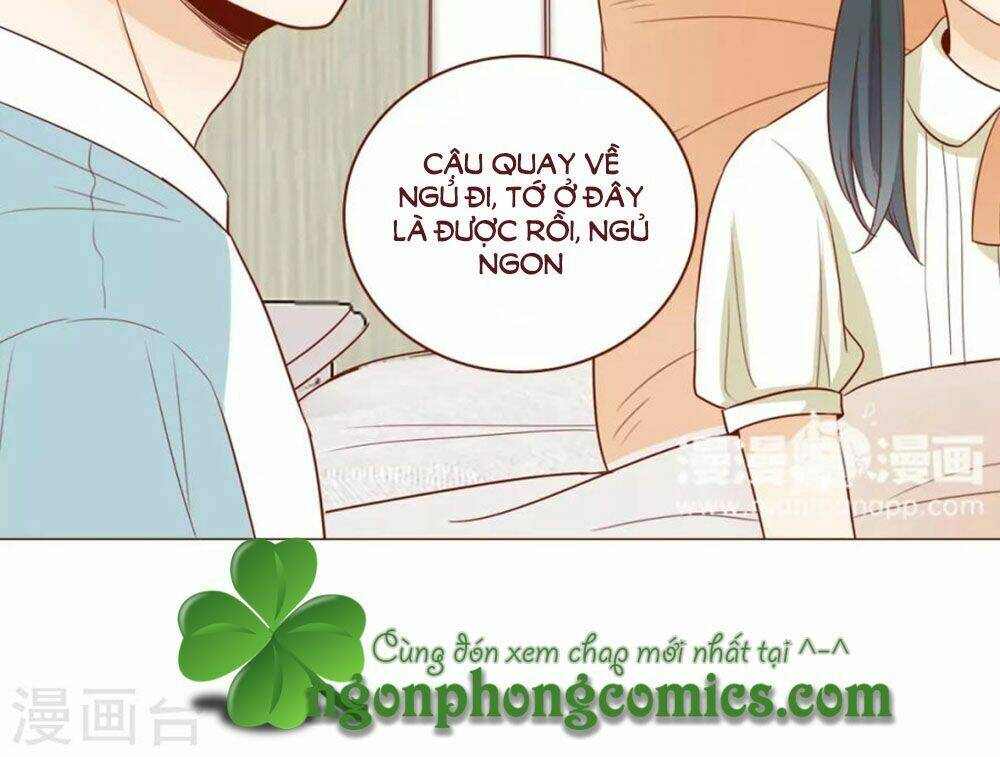 CẬU QUAY VỀ
NGỦ ĐI, TỚ Ở ĐÂY
LÀ ĐƯỢC RỒI, NGỦ
NGON
漫漫漫画
Cùng đón xem chap mới nhất tại ^-^
ngonphongcomics.com
漫画台